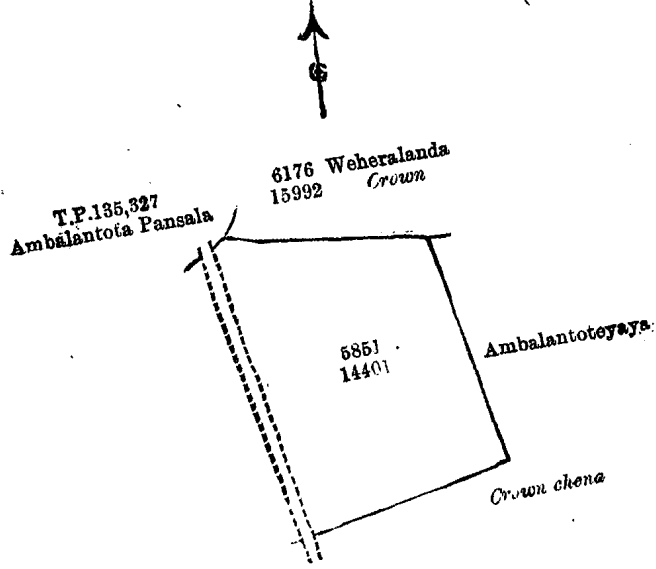 G
6176 Weheralanda
15992 Crown
T.P.135,327
Ambalantota Pansala
5851
14401
Ambalantoteyaya
Crown chena